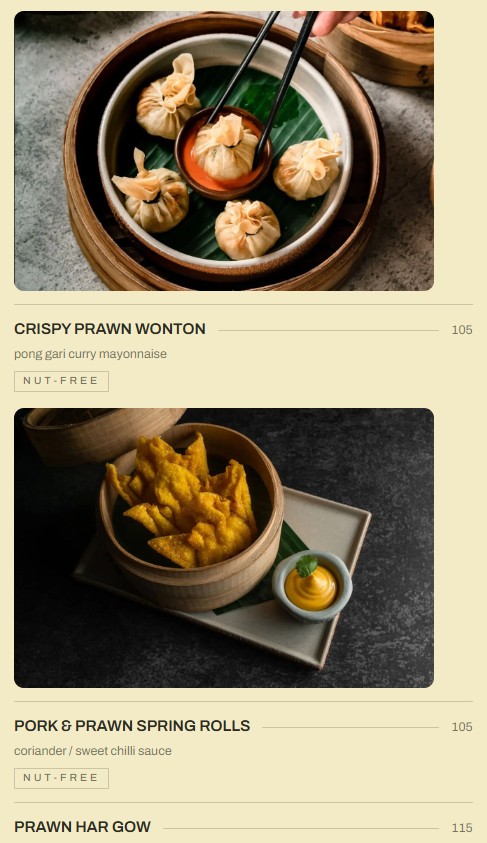 CRISPY PRAWN WONTON 105
pong gari curry mayonnaise
NUT-FREE
PORK & PRAWN SPRING ROLLS 105
coriander / sweet chilli sauce
NUT-FREE
PRAWN HAR GOW 115